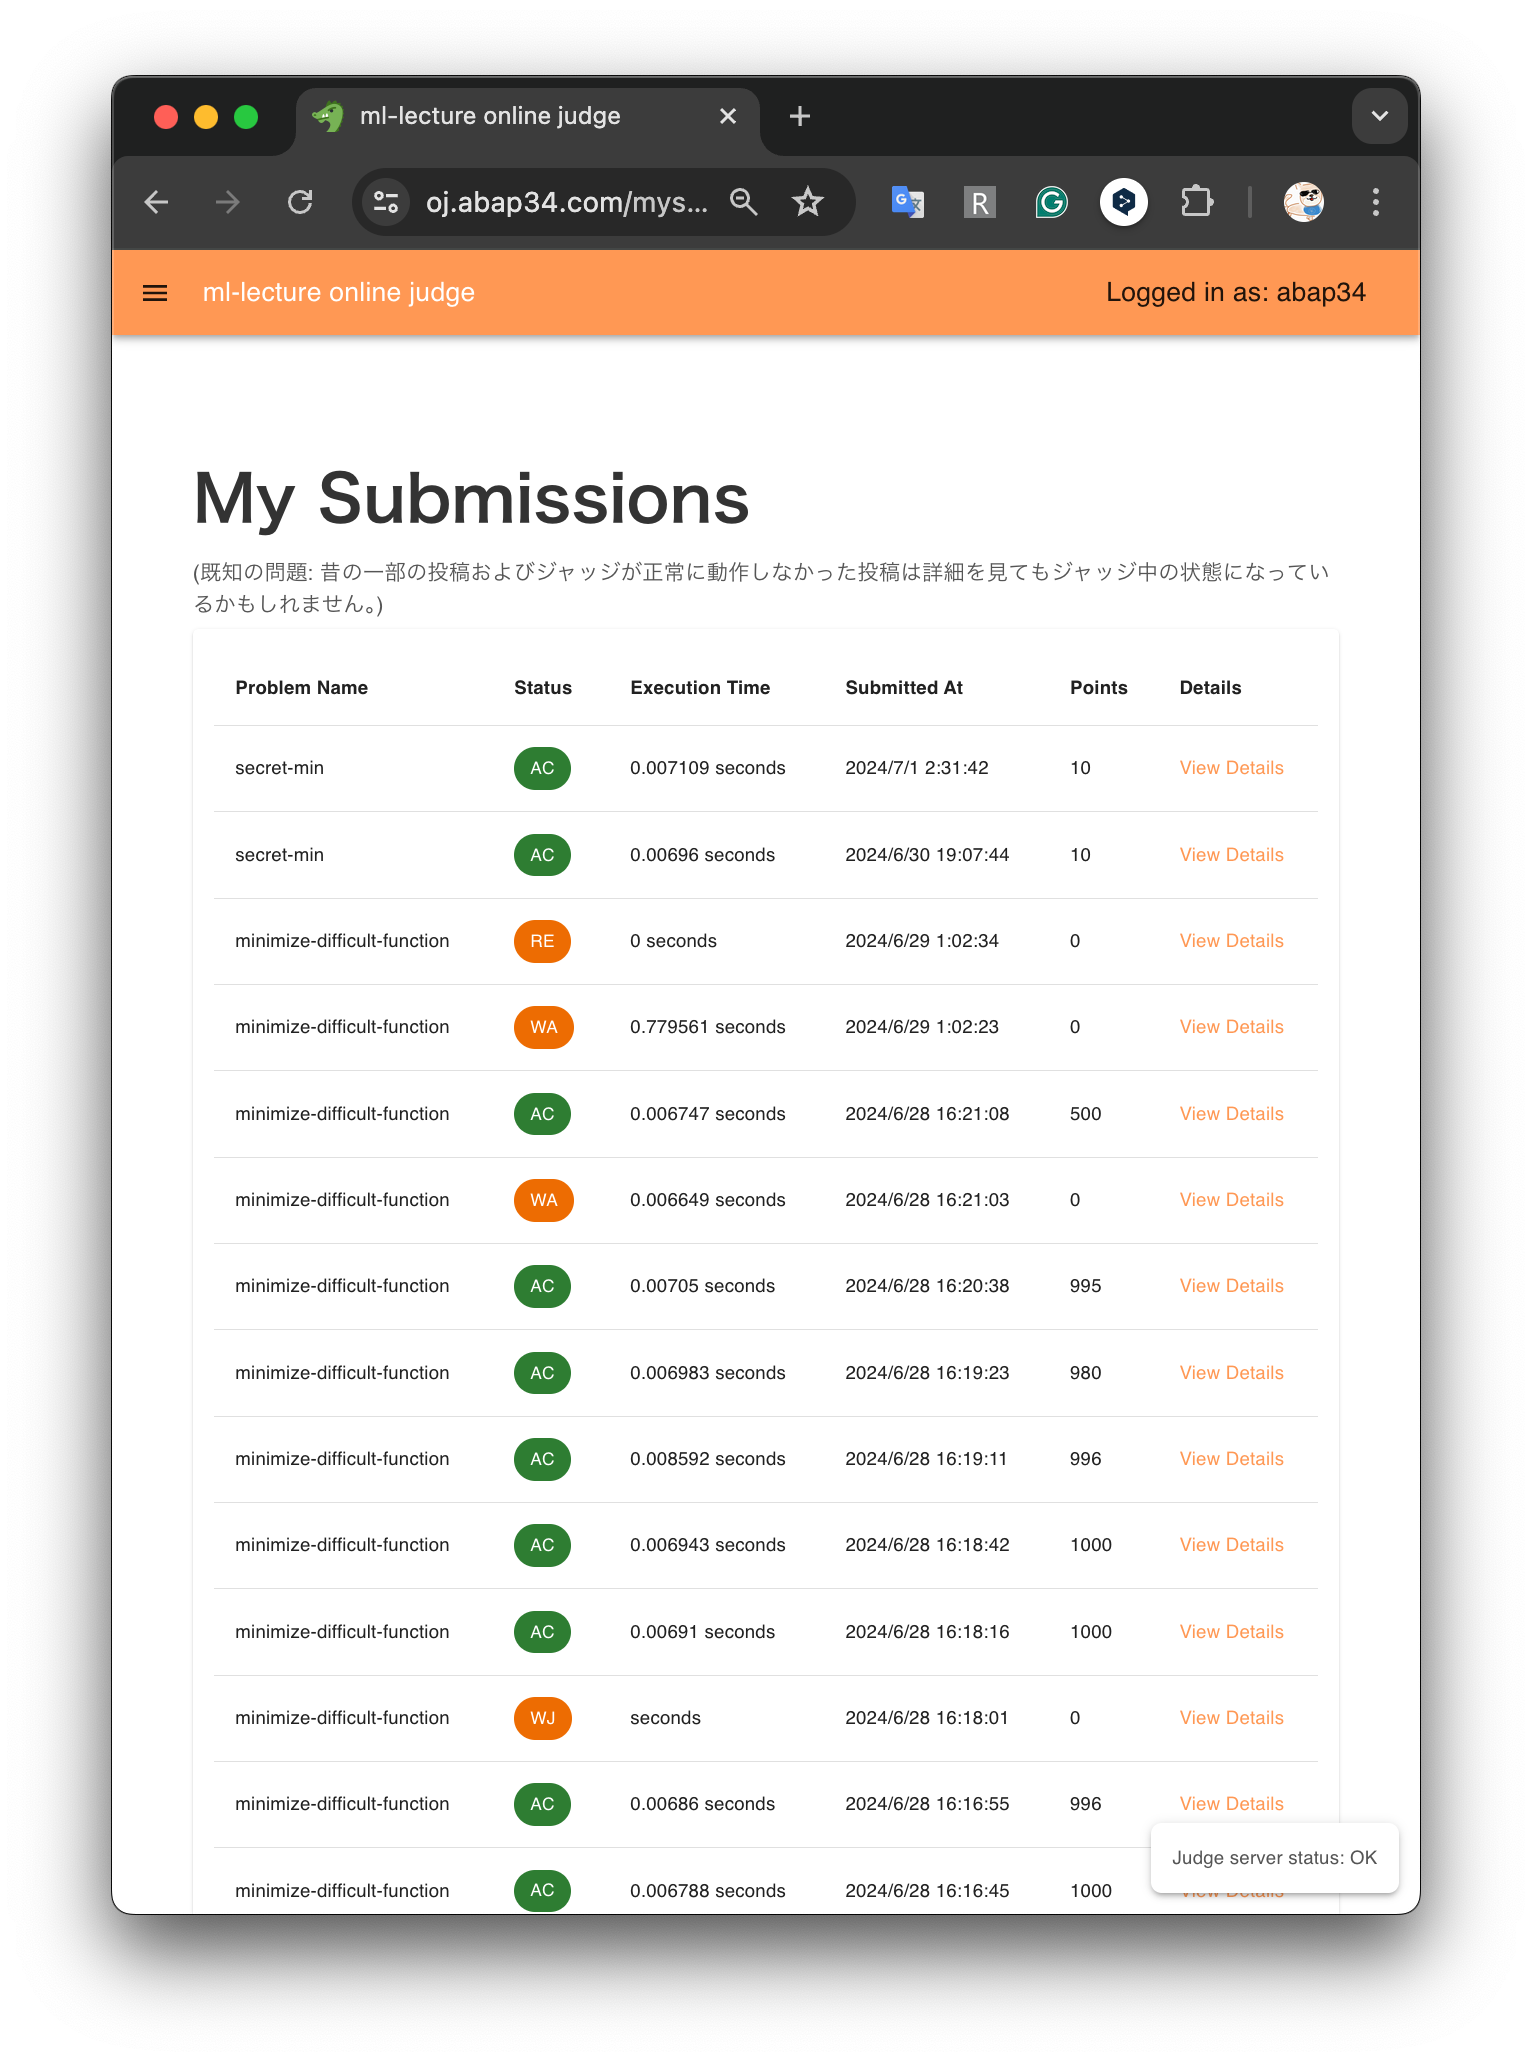 ml-lecture online judge
oj.abap34.com/mys...
ml-lecture online judge Logged in as: abap34
My Submissions
(既知の問題: 昔の一部の投稿およびジャッジが正常に動作しなかった投稿は詳細を見てもジャッジ中の状態になってい
るかもしれません。)
Problem Name Status Execution Time Submitted At Points Details
secret-min AC 0.007109 seconds 2024/7/1 2:31:42 10 View Details
secret-min AC 0.00696 seconds 2024/6/30 19:07:44 10 View Details
minimize-difficult-function RE 0 seconds 2024/6/29 1:02:34 0 View Details
minimize-difficult-function WA 0.779561 seconds 2024/6/29 1:02:23 0 View Details
minimize-difficult-function AC 0.006747 seconds 2024/6/28 16:21:08 500 View Details
minimize-difficult-function WA 0.006649 seconds 2024/6/28 16:21:03 0 View Details
minimize-difficult-function AC 0.00705 seconds 2024/6/28 16:20:38 995 View Details
minimize-difficult-function AC 0.006983 seconds 2024/6/28 16:19:23 980 View Details
minimize-difficult-function AC 0.008592 seconds 2024/6/28 16:19:11 996 View Details
minimize-difficult-function AC 0.006943 seconds 2024/6/28 16:18:42 1000 View Details
minimize-difficult-function AC 0.00691 seconds 2024/6/28 16:18:16 1000 View Details
minimize-difficult-function WJ seconds 2024/6/28 16:18:01 0 View Details
minimize-difficult-function AC 0.00686 seconds 2024/6/28 16:16:55 996 View Details
Judge server status: OK
minimize-difficult-function AC 0.006788 seconds 2024/6/28 16:16:45 1000